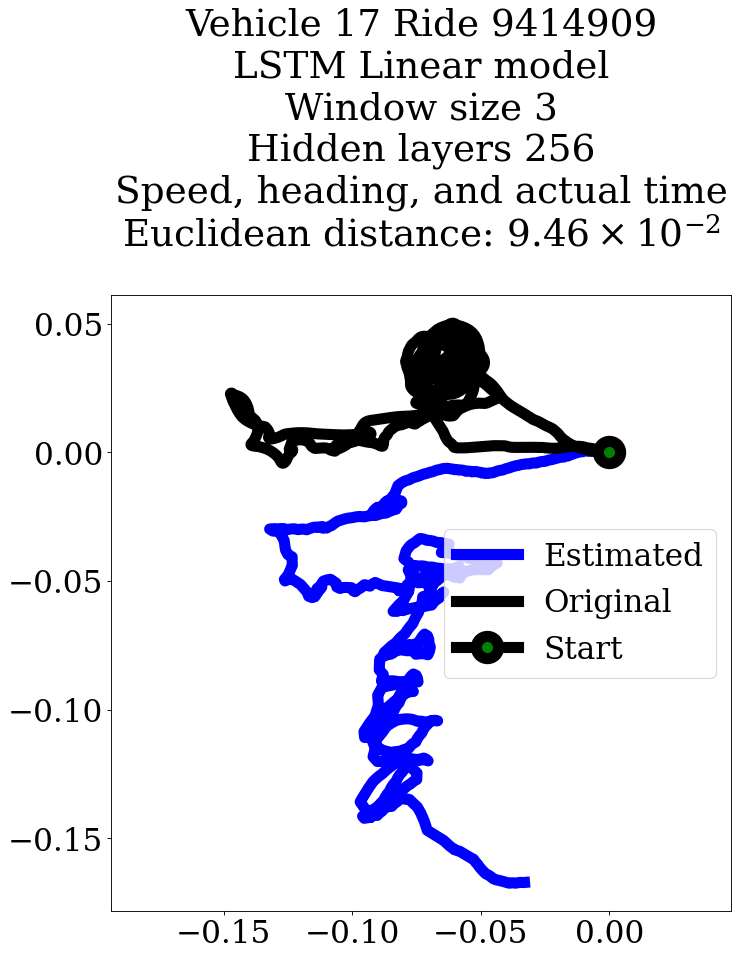 Vehicle 17 Ride 9414909
LSTM Linear model
Window size 3
Hidden layers 256
Speed, heading, and actual time
Euclidean distance: 9.46 × 10⁻²
0.05
0.00
−0.05
−0.10
−0.15
Estimated
Original
Start
−0.15 −0.10 −0.05 0.00